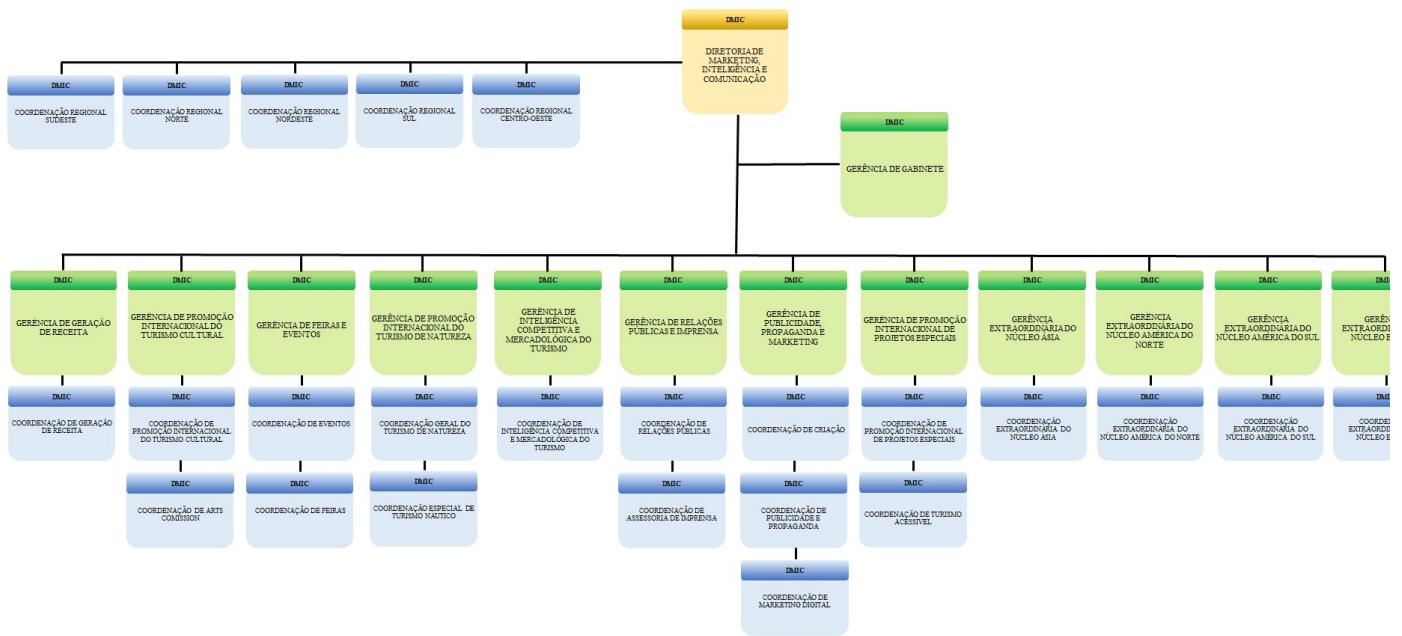 DMIC
DIRETORIA DE
MARKETING,
INTELIGÊNCIA E
COMUNICAÇÃO
DMIC
COORDENAÇÃO REGIONAL
SUDESTE
DMIC
COORDENAÇÃO REGIONAL
NORTE
DMIC
COORDENAÇÃO REGIONAL
NORDESTE
DMIC
COORDENAÇÃO REGIONAL
SUL
DMIC
COORDENAÇÃO REGIONAL
CENTRO-OESTE
DMIC
GERÊNCIA DE GABINETE
DMIC
GERÊNCIA DE GERAÇÃO
DE RECEITA
DMIC
GERÊNCIA DE PROMOÇÃO
INTERNACIONAL DO
TURISMO CULTURAL
DMIC
GERÊNCIA DE FEIRAS E
EVENTOS
DMIC
GERÊNCIA DE PROMOÇÃO
INTERNACIONAL DO
TURISMO DE NATUREZA
DMIC
GERÊNCIA DE
INTELIGÊNCIA
COMPETITIVA E
MERCADOLÓGICA DO
TURISMO
DMIC
GERÊNCIA DE RELAÇÕES
PÚBLICAS E IMPRENSA
DMIC
GERÊNCIA DE
PUBLICIDADE,
PROPAGANDA E
MARKETING
DMIC
GERÊNCIA DE PROMOÇÃO
INTERNACIONAL DE
PROJETOS ESPECIAIS
DMIC
GERÊNCIA
EXTRAORDINÁRIA DO
NÚCLEO ÁSIA
DMIC
GERÊNCIA
EXTRAORDINÁRIA DO
NÚCLEO AMÉRICA DO
NORTE
DMIC
GERÊNCIA
EXTRAORDINÁRIA DO
NÚCLEO AMÉRICA DO SUL
DMIC
COORDENAÇÃO DE GERAÇÃO
DE RECEITA
DMIC
COORDENAÇÃO DE
PROMOÇÃO INTERNACIONAL
DO TURISMO CULTURAL
DMIC
COORDENAÇÃO DE EVENTOS
DMIC
COORDENAÇÃO GERAL DO
TURISMO DE NATUREZA
DMIC
COORDENAÇÃO DE
INTELIGÊNCIA COMPETITIVA
E MERCADOLÓGICA DO
TURISMO
DMIC
COORDENAÇÃO DE
RELAÇÕES PÚBLICAS
DMIC
COORDENAÇÃO DE CRIAÇÃO
DMIC
COORDENAÇÃO DE
PROMOÇÃO INTERNACIONAL
DE PROJETOS ESPECIAIS
DMIC
COORDENAÇÃO
EXTRAORDINÁRIA DO
NÚCLEO ÁSIA
DMIC
COORDENAÇÃO
EXTRAORDINÁRIA DO
NÚCLEO AMÉRICA DO NORTE
DMIC
COORDENAÇÃO
EXTRAORDINÁRIA DO
NÚCLEO AMÉRICA DO SUL
DMIC
COORDENAÇÃO DE ARTS
COMISSION
DMIC
COORDENAÇÃO DE FEIRAS
DMIC
COORDENAÇÃO ESPECIAL DE
TURISMO NÁUTICO
DMIC
COORDENAÇÃO DE
ASSESSORIA DE IMPRENSA
DMIC
COORDENAÇÃO DE
PUBLICIDADE E
PROPAGANDA
DMIC
COORDENAÇÃO DE TURISMO
ACESSÍVEL
DMIC
COORDENAÇÃO DE
MARKETING DIGITAL